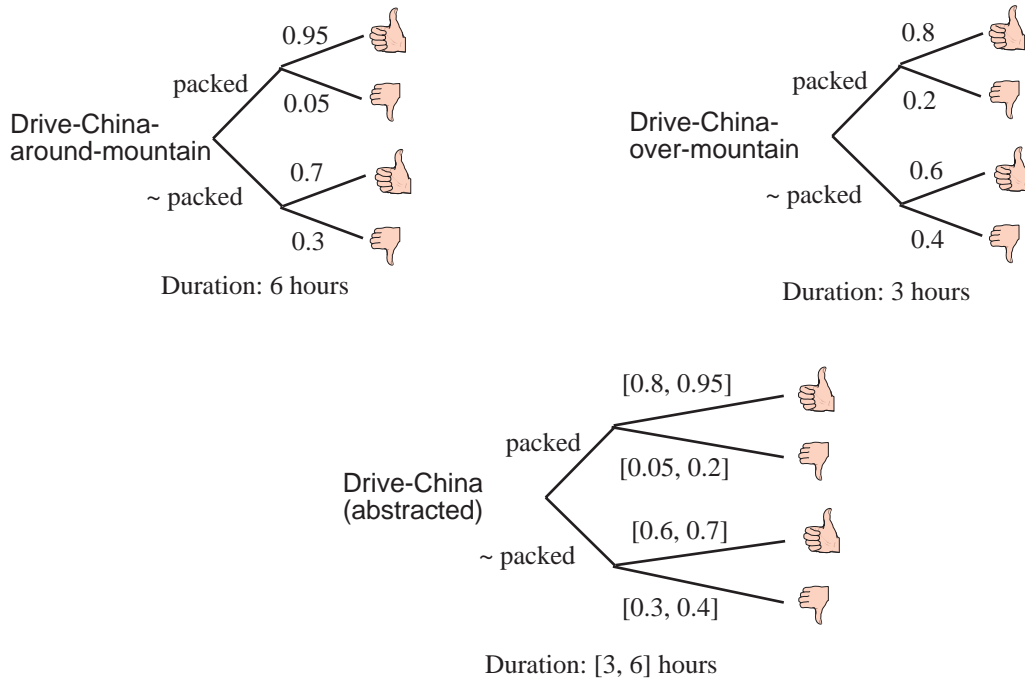 0.95
packed
0.05
Drive-China-
around-mountain
0.7
~ packed
0.3
Duration: 6 hours
0.8
packed
0.2
Drive-China-
over-mountain
0.6
~ packed
0.4
Duration: 3 hours
[0.8, 0.95]
packed
[0.05, 0.2]
Drive-China
(abstracted)
[0.6, 0.7]
~ packed
[0.3, 0.4]
Duration: [3, 6] hours